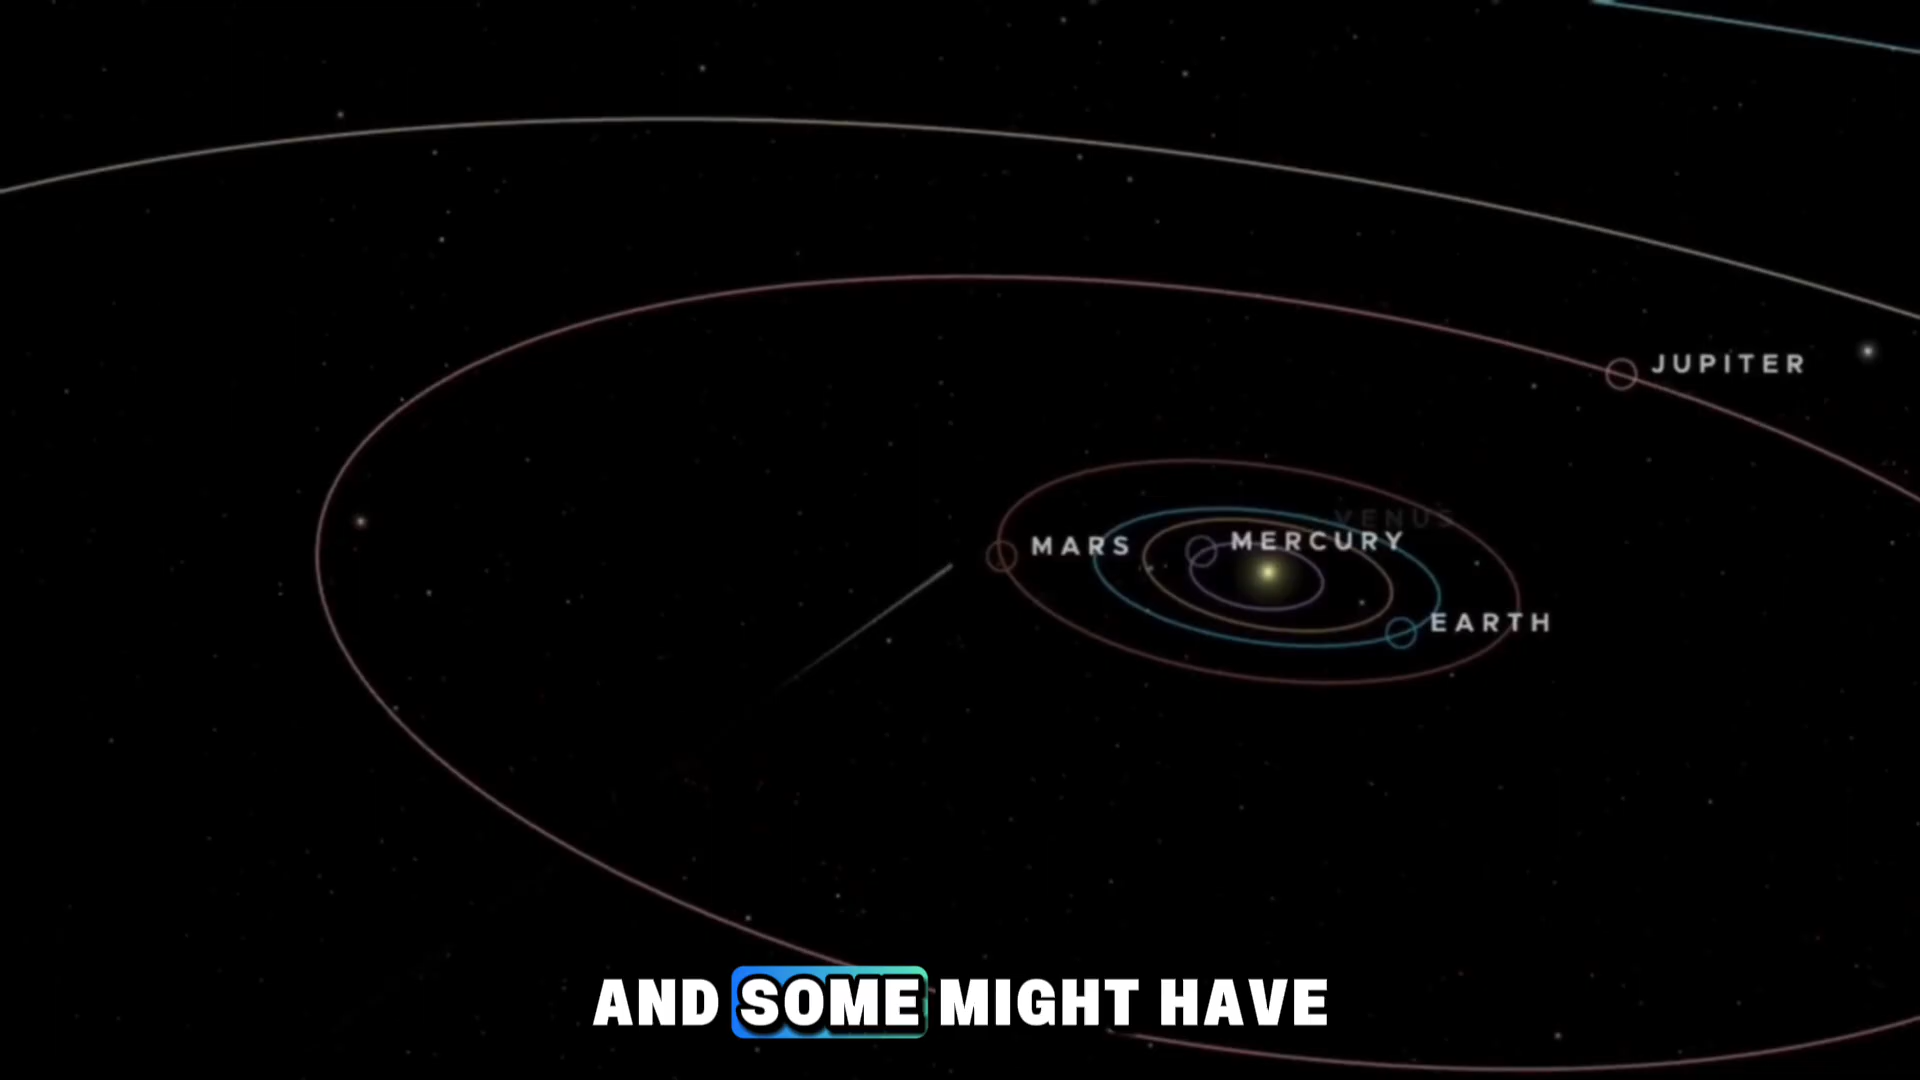 JUPITER
VENUS
MERCURY
MARS
EARTH
AND SOME MIGHT HAVE